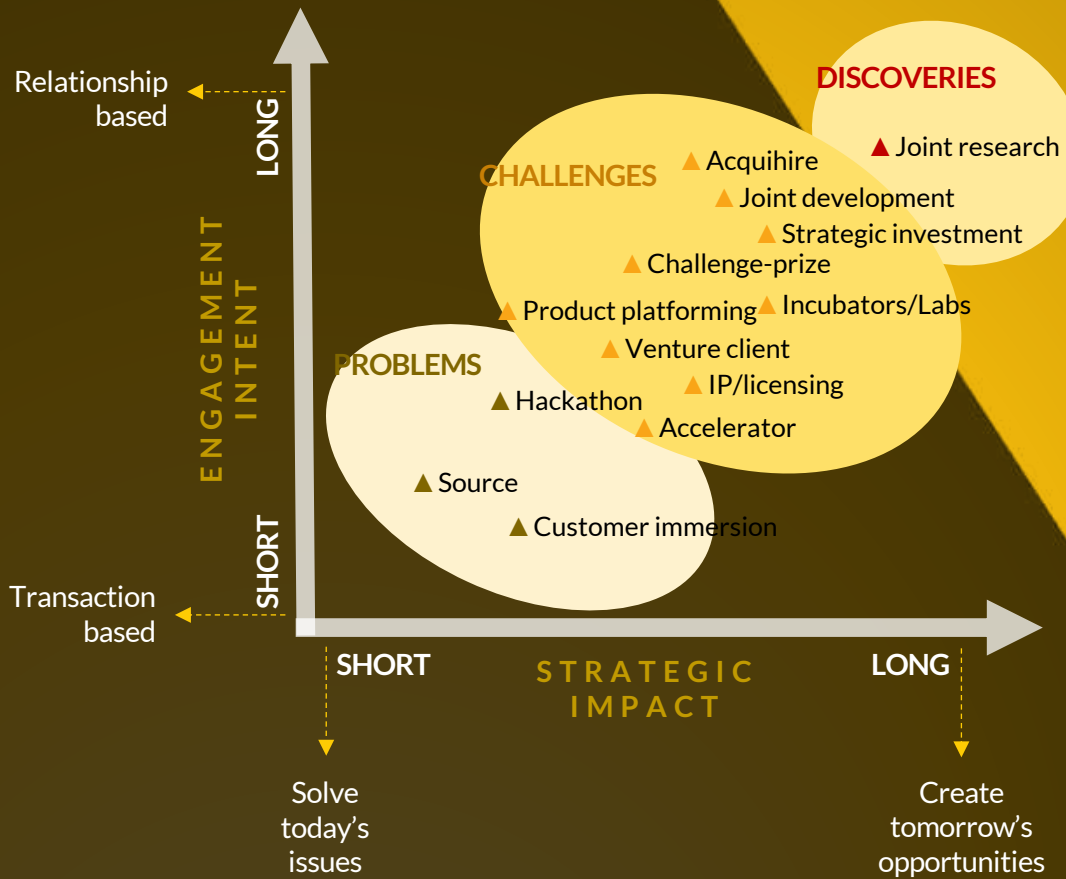 Relationship
based
LONG
ENGAGEMENT
INTENT
SHORT
Transaction
based
DISCOVERIES
Joint research
CHALLENGES
Acquihire
Joint development
Strategic investment
Challenge-prize
Product platforming
Incubators/Labs
Venture client
IP/licensing
Accelerator
PROBLEMS
Hackathon
Source
Customer immersion
SHORT
STRATEGIC
IMPACT
LONG
Solve
today's
issues
Create
tomorrow's
opportunities